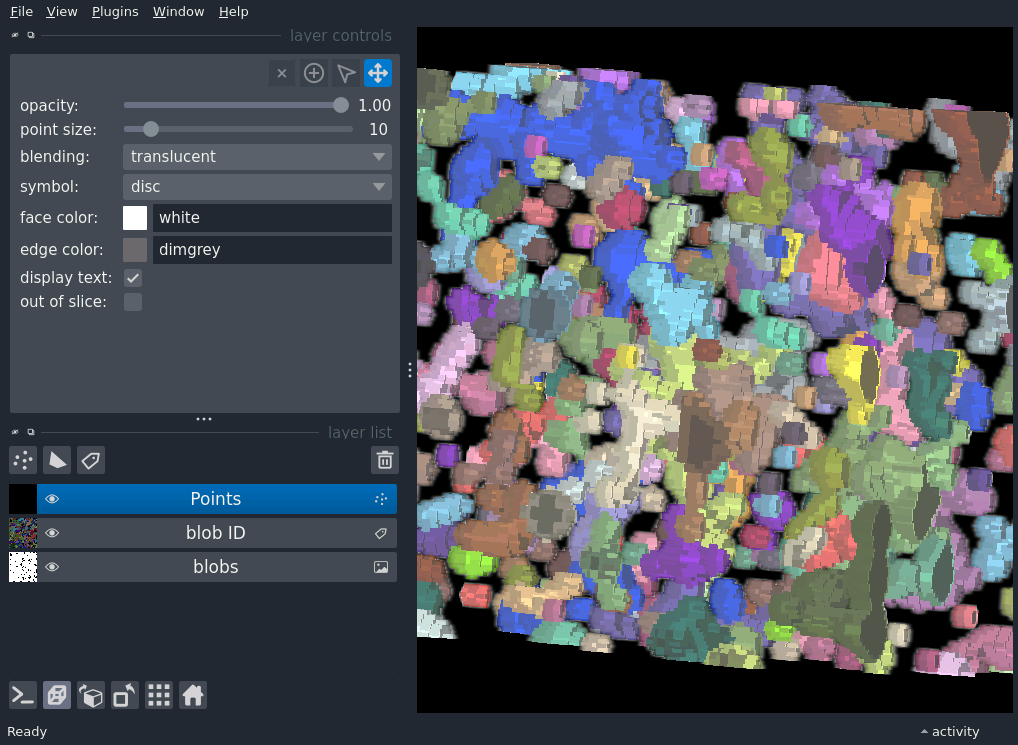 File View Plugins Window Help
layer controls
opacity: 1.00
point size: 10
blending: translucent
symbol: disc
face color: white
edge color: dimgrey
display text:
out of slice:
layer list
Points
blob ID
blobs
Ready activity